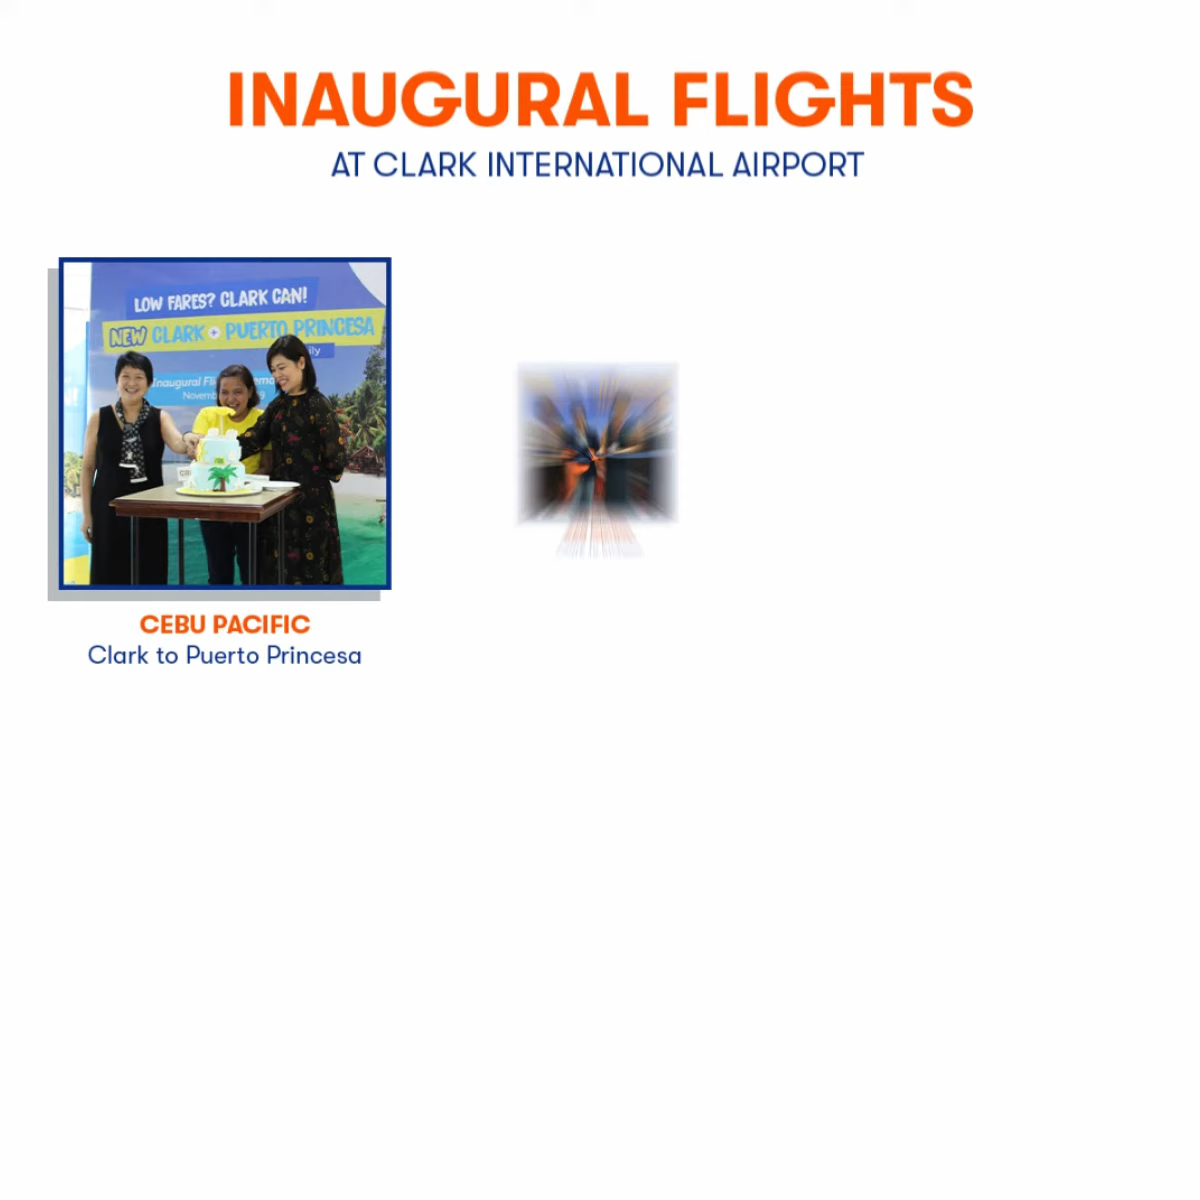 INAUGURAL FLIGHTS
AT CLARK INTERNATIONAL AIRPORT
LOW FARES? CLARK CAN!
NEW CLARK + PUERTO PRINCESA
Inaugural
CEBU PACIFIC
Clark to Puerto Princesa